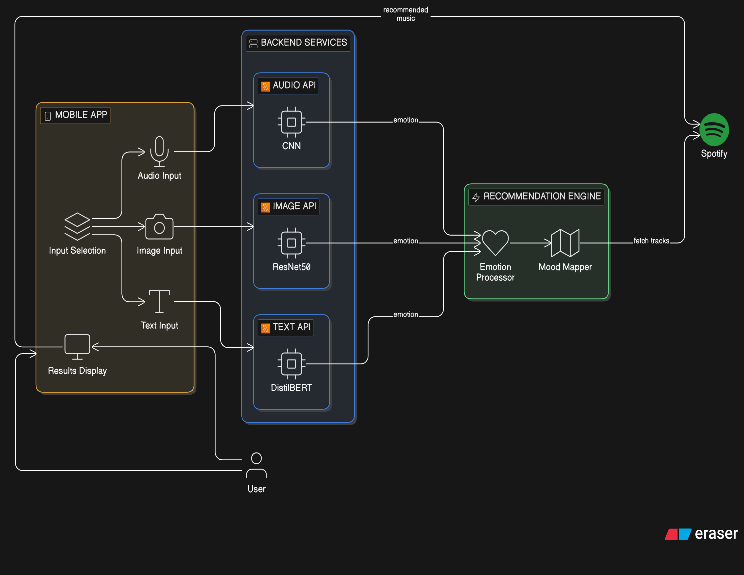 recommended
music
BACKEND SERVICES
AUDIO API
CNN
emotion
MOBILE APP
Audio Input
Input Selection
Image Input
Text Input
Results Display
IMAGE API
ResNet50
emotion
TEXT API
DistilBERT
emotion
RECOMMENDATION ENGINE
Emotion
Processor
Mood Mapper
fetch tracks
Spotify
User
eraser